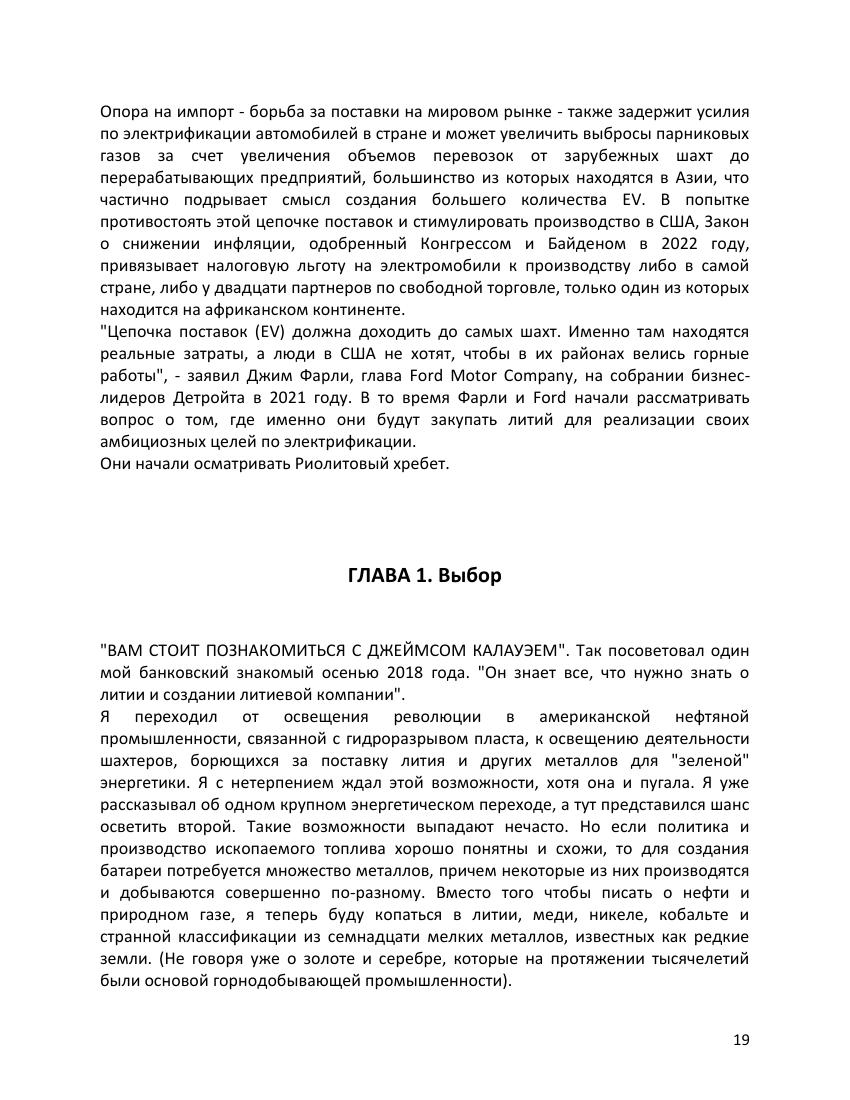 Опора на импорт - борьба за поставки на мировом рынке - также задержит усилия
по электрификации автомобилей в стране и может увеличить выбросы парниковых
газов за счет увеличения объемов перевозок от зарубежных шахт до
перерабатывающих предприятий, большинство из которых находятся в Азии, что
частично подрывает смысл создания большего количества EV. В попытке
противостоять этой цепочке поставок и стимулировать производство в США, Закон
о снижении инфляции, одобренный Конгрессом и Байденом в 2022 году,
привязывает налоговую льготу на электромобили к производству либо в самой
стране, либо у двадцати партнеров по свободной торговле, только один из которых
находится на африканском континенте.
"Цепочка поставок (EV) должна доходить до самых шахт. Именно там находятся
реальные затраты, а люди в США не хотят, чтобы в их районах велись горные
работы", - заявил Джим Фарли, глава Ford Motor Company, на собрании бизнес-
лидеров Детройта в 2021 году. В то время Фарли и Ford начали рассматривать
вопрос о том, где именно они будут закупать литий для реализации своих
амбициозных целей по электрификации.
Они начали осматривать Риолитовый хребет.
ГЛАВА 1. Выбор
"ВАМ СТОИТ ПОЗНАКОМИТЬСЯ С ДЖЕЙМСОМ КАЛАУЭЕМ". Так посоветовал один
мой банковский знакомый осенью 2018 года. "Он знает все, что нужно знать о
литии и создании литиевой компании".
Я переходил от освещения революции в американской нефтяной
промышленности, связанной с гидроразрывом пласта, к освещению деятельности
шахтеров, борющихся за поставку лития и других металлов для "зеленой"
энергетики. Я с нетерпением ждал этой возможности, хотя она и пугала. Я уже
рассказывал об одном крупном энергетическом переходе, а тут представился шанс
осветить второй. Такие возможности выпадают нечасто. Но если политика и
производство ископаемого топлива хорошо понятны и схожи, то для создания
батареи потребуется множество металлов, причем некоторые из них производятся
и добываются совершенно по-разному. Вместо того чтобы писать о нефти и
природном газе, я теперь буду копаться в литии, меди, никеле, кобальте и
странной классификации из семнадцати мелких металлов, известных как редкие
земли. (Не говоря уже о золоте и серебре, которые на протяжении тысячелетий
были основой горнодобывающей промышленности).
19